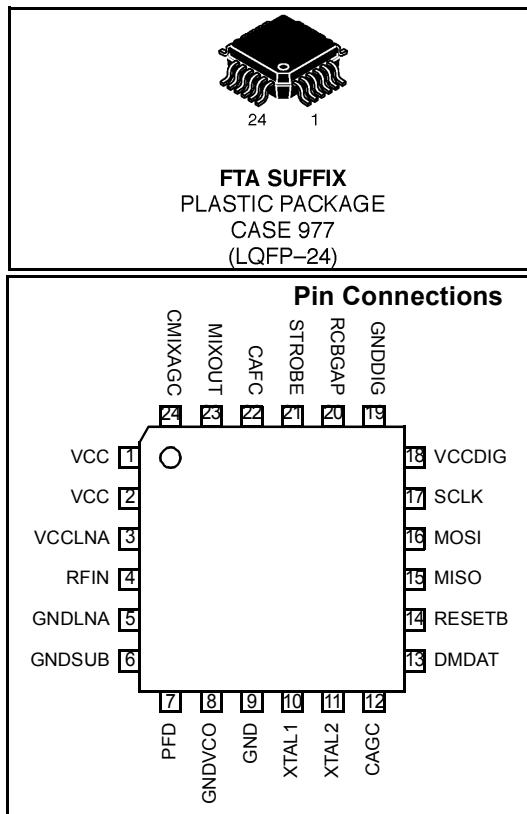 24 1
FTA SUFFIX
PLASTIC PACKAGE
CASE 977
(LQFP–24)
Pin Connections
CMIXAGC MIXOUT CAFC STROBE RCBGAP GNDDIG
24 23 22 21 20 19
VCC 1 18 VCCDIG
VCC 2 17 SCLK
VCCLNA 3 16 MOSI
RFIN 4 15 MISO
GNDLNA 5 14 RESETB
GNDSUB 6 13 DMDAT
7 8 9 10 11 12
PFD GNDVCO GND XTAL1 XTAL2 CAGC